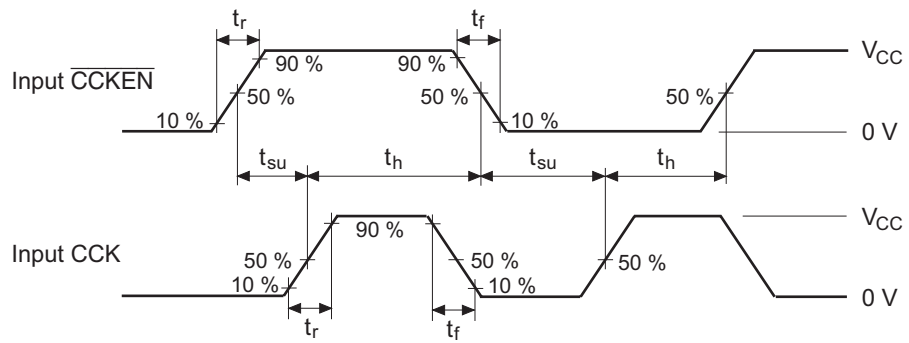 tr tf
VCC
90 % 90 %
Input CCKEN
50 % 50 % 50 %
10 % 10 %
0 V
tsu th tsu th
VCC
90 %
Input CCK
50 % 50 % 50 %
10 % 10 %
0 V
tr tf